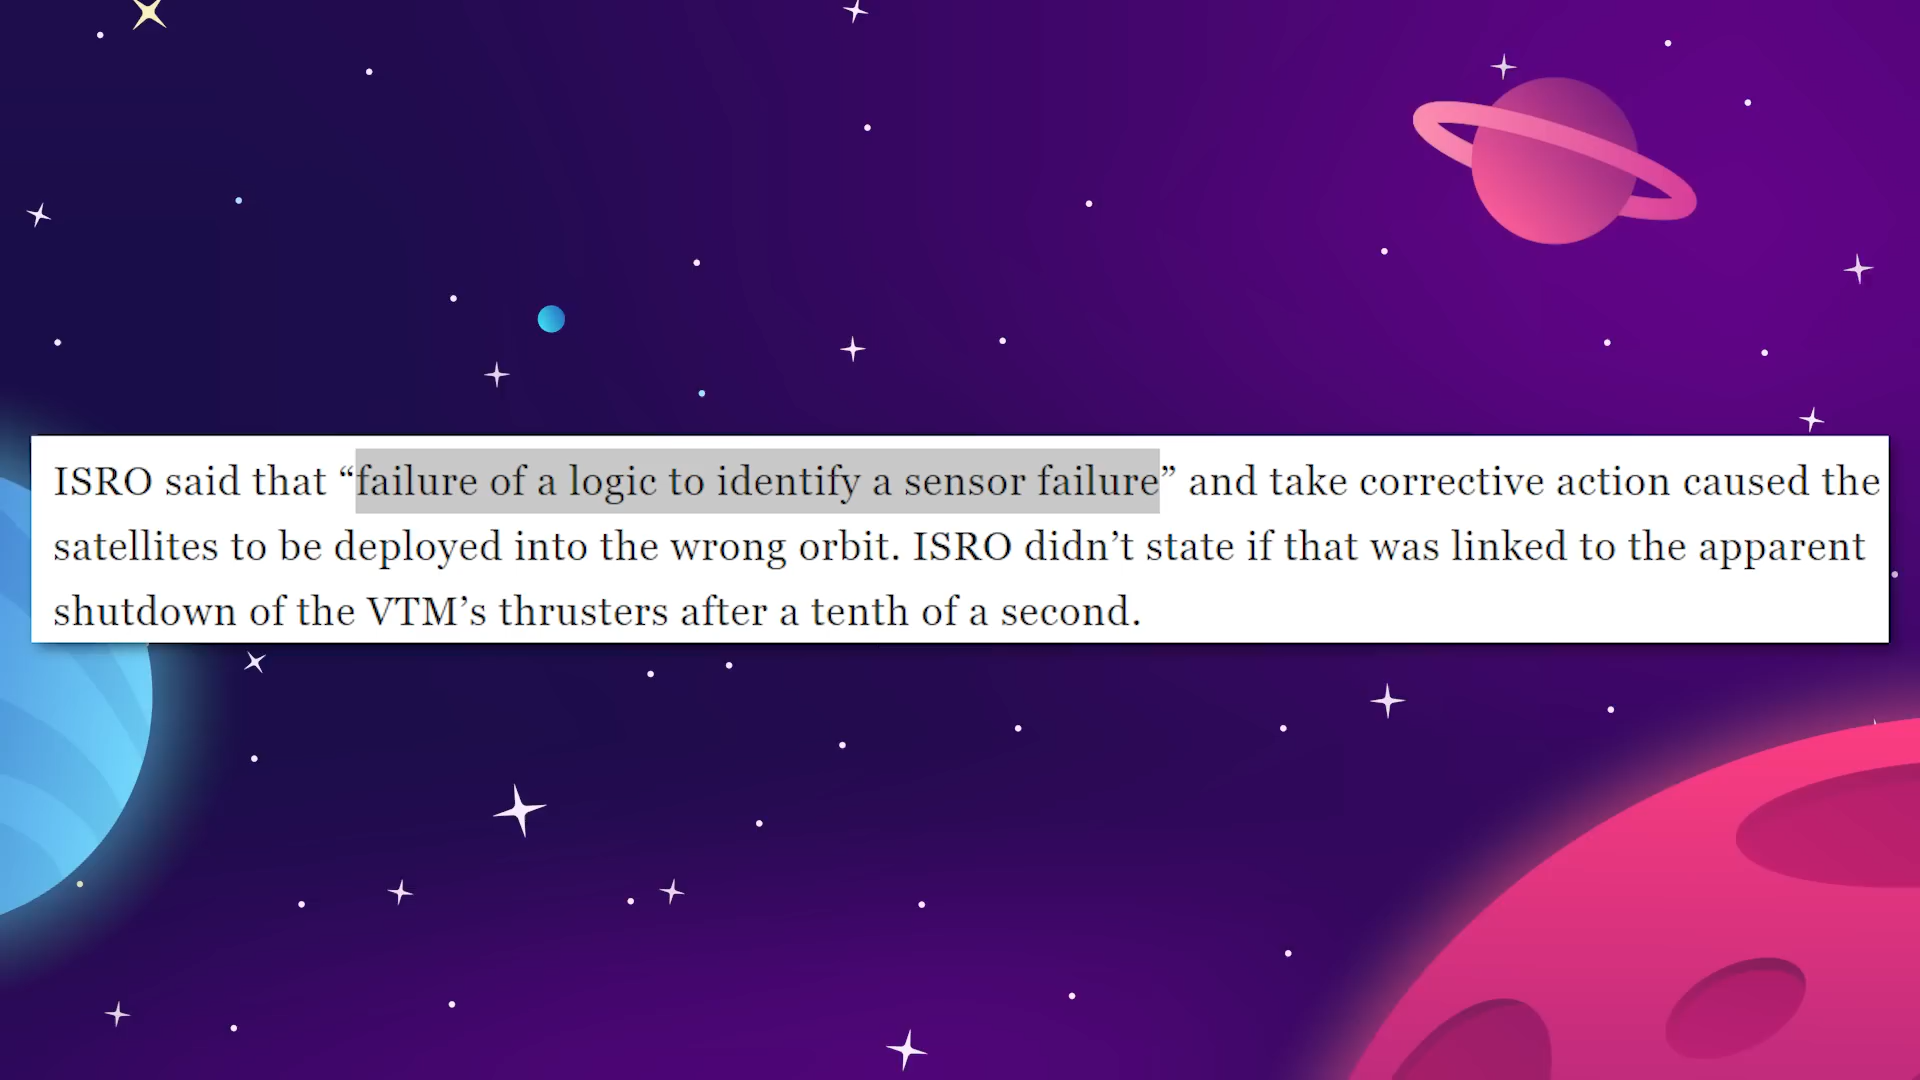 ISRO said that “failure of a logic to identify a sensor failure” and take corrective action caused the
satellites to be deployed into the wrong orbit. ISRO didn’t state if that was linked to the apparent
shutdown of the VTM’s thrusters after a tenth of a second.